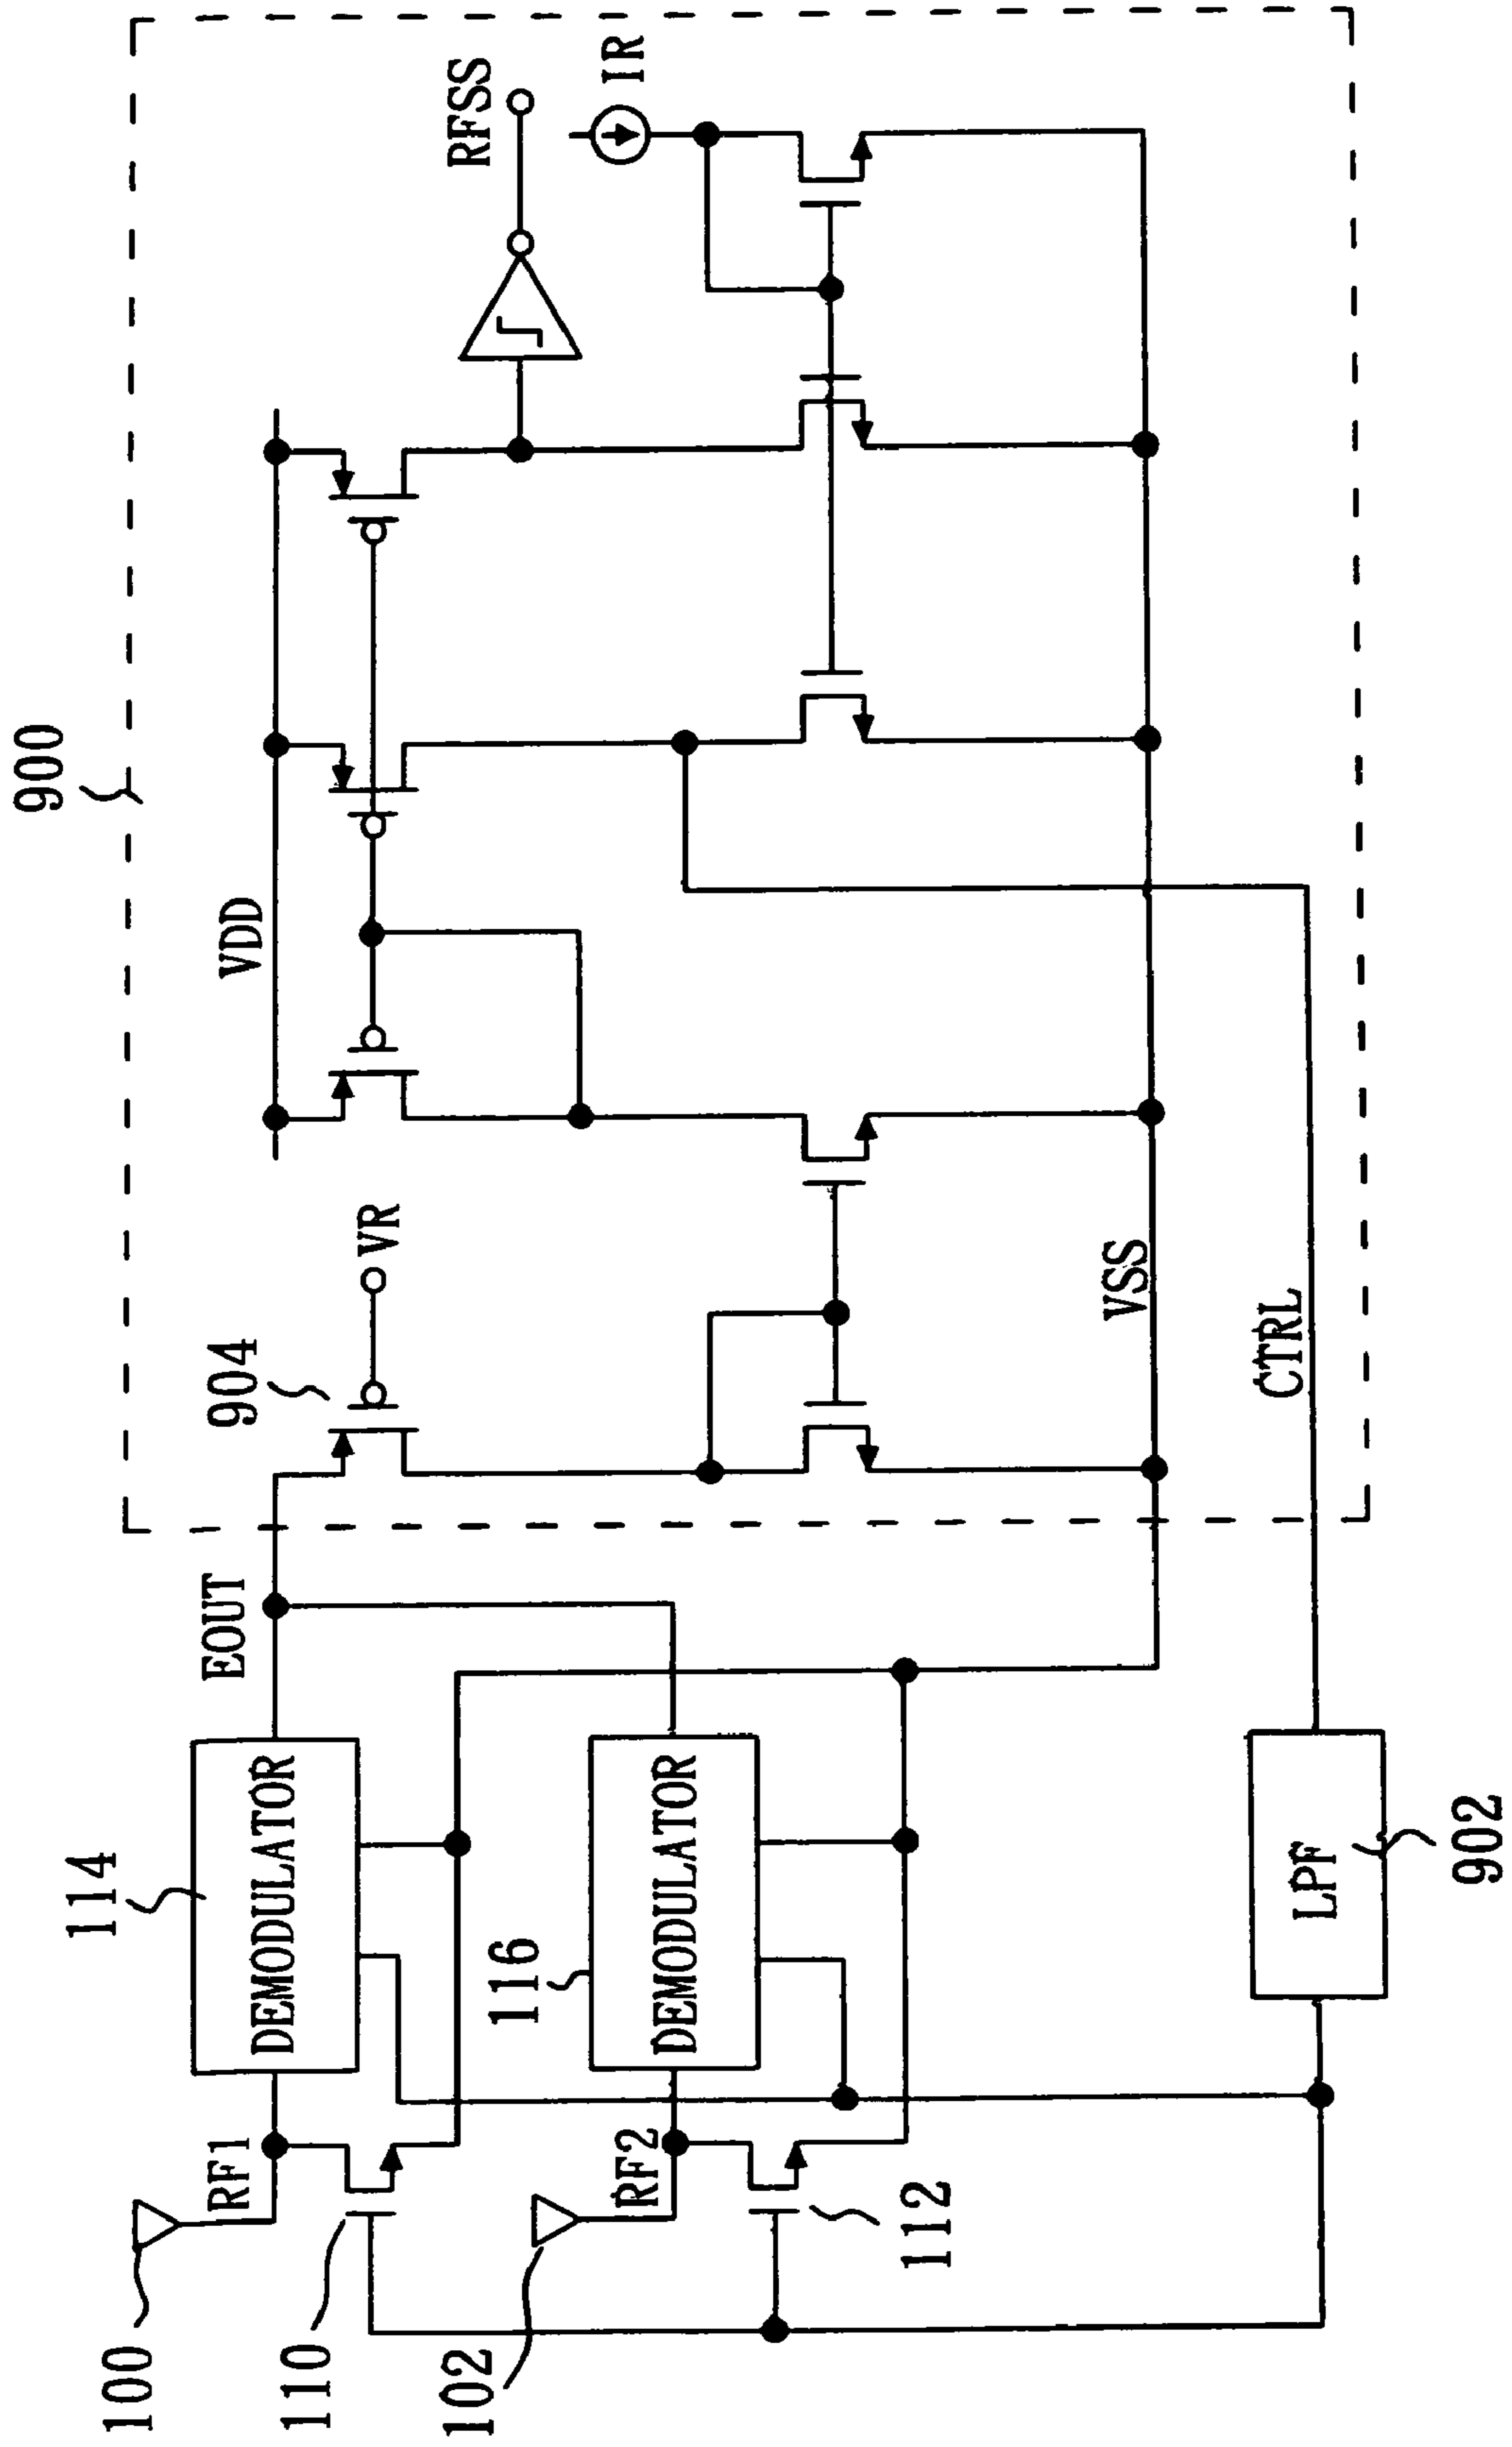 900
RFSS
IR
VDD
904
VR
VSS
CTRL
EOUT
114
DEMODULATOR
116
DEMODULATOR
LPF
902
RF1
RF2
100
110
102
112